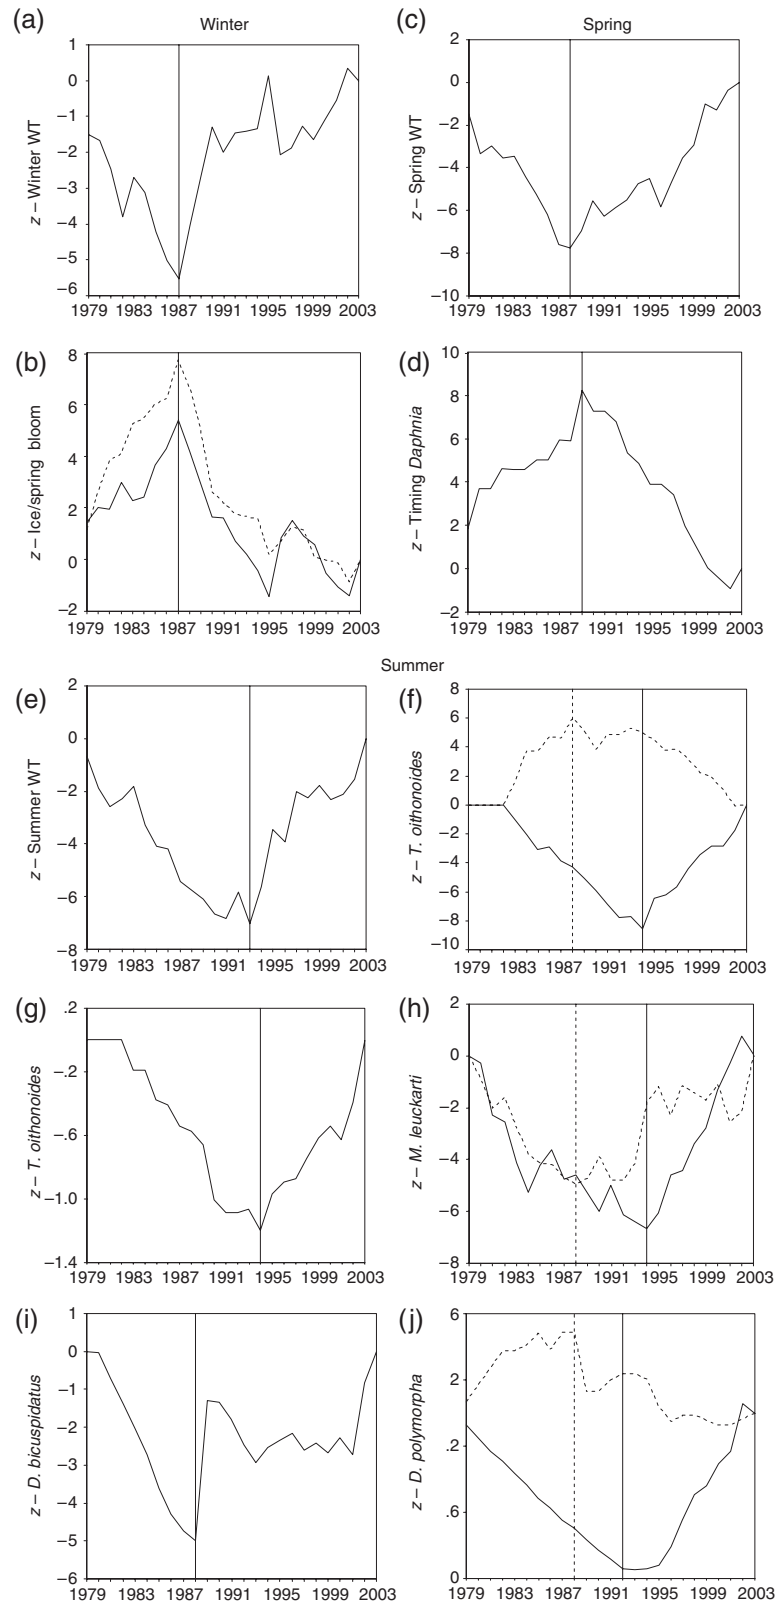 (a)
Winter
z – Winter WT
1
0
−1
−2
−3
−4
−5
−6
1979 1983 1987 1991 1995 1999 2003
(c)
Spring
z – Spring WT
2
0
−2
−4
−6
−8
−10
1979 1983 1987 1991 1995 1999 2003
(b)
z – Ice/spring bloom
8
6
4
2
0
−2
1979 1983 1987 1991 1995 1999 2003
(d)
z – Timing Daphnia
10
8
6
4
2
0
−2
1979 1983 1987 1991 1995 1999 2003
Summer
(e)
z – Summer WT
2
0
−2
−4
−6
−8
1979 1983 1987 1991 1995 1999 2003
(f)
z – T. oithonoides
8
6
4
2
0
−2
−4
−6
−8
−10
1979 1983 1987 1991 1995 1999 2003
(g)
z – T. oithonoides
.2
0
−.2
−.6
−1.0
−1.4
1979 1983 1987 1991 1995 1999 2003
(h)
z – M. leuckarti
2
0
−2
−4
−6
−8
1979 1983 1987 1991 1995 1999 2003
(i)
z – D. bicuspidatus
1
0
−1
−2
−3
−4
−5
−6
1979 1983 1987 1991 1995 1999 2003
(j)
z – D. polymorpha
6
2
.2
.6
0
1979 1983 1987 1991 1995 1999 2003